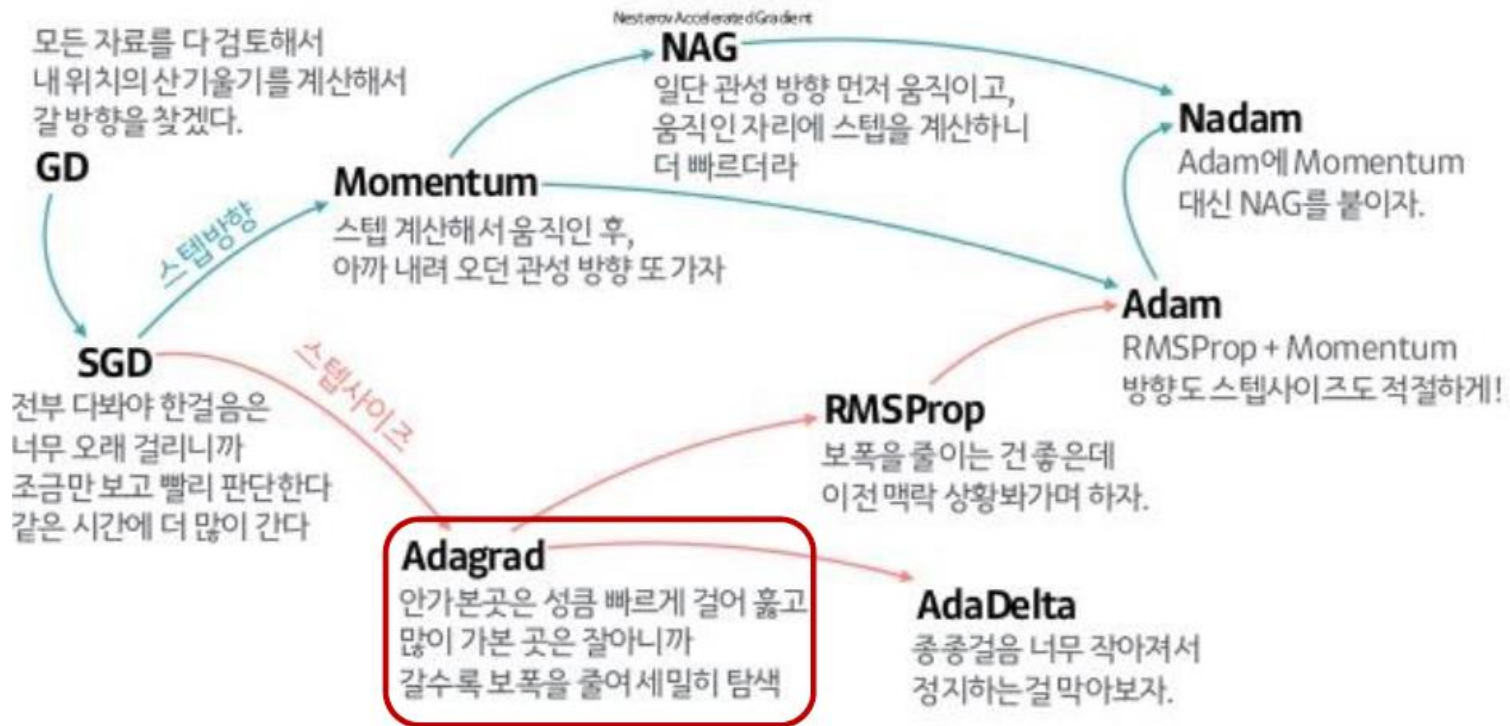 모든 자료를 다 검토해서
내 위치의 산기울기를 계산해서
갈 방향을 찾겠다.
GD
스텝방향
SGD
전부 다봐야 한걸음은
너무 오래 걸리니까
조금만 보고 빨리 판단한다
같은 시간에 더 많이 간다
Momentum
스텝 계산해서 움직인 후,
아까 내려 오던 관성 방향 또 가자
Nesterov Accelerated Gradient
NAG
일단 관성 방향 먼저 움직이고,
움직인 자리에 스텝을 계산하니
더 빠르더라
Nadam
Adam에 Momentum
대신 NAG를 붙이자.
Adam
RMSProp + Momentum
방향도 스텝사이즈도 적절하게!
스텝사이즈
RMSProp
보폭을 줄이는 건 좋은데
이전 맥락 상황봐가며 하자.
Adagrad
안가본곳은 성큼 빠르게 걸어 훑고
많이 가본 곳은 잘아니까
갈수록 보폭을 줄여 세밀히 탐색
AdaDelta
종종걸음 너무 작아져서
정지하는걸 막아보자.